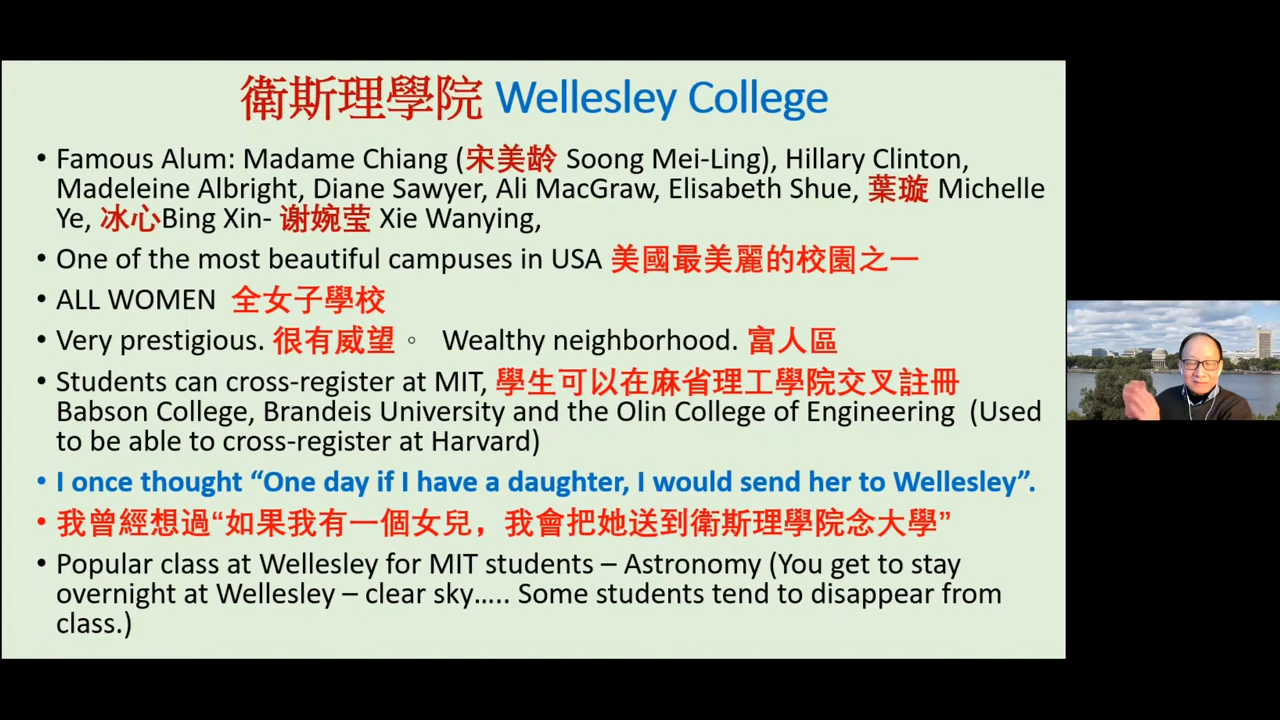 衛斯理學院 Wellesley College
• Famous Alum: Madame Chiang (宋美龄 Soong Mei-Ling), Hillary Clinton,
Madeleine Albright, Diane Sawyer, Ali MacGraw, Elisabeth Shue, 葉璇 Michelle
Ye, 冰心Bing Xin- 谢婉莹 Xie Wanying,
• One of the most beautiful campuses in USA 美國最美麗的校園之一
• ALL WOMEN 全女子學校
• Very prestigious. 很有威望。 Wealthy neighborhood. 富人區
• Students can cross-register at MIT, 學生可以在麻省理工學院交叉註冊
Babson College, Brandeis University and the Olin College of Engineering (Used
to be able to cross-register at Harvard)
• I once thought “One day if I have a daughter, I would send her to Wellesley”.
• 我曾經想過“如果我有一個女兒，我會把她送到衛斯理學院念大學”
• Popular class at Wellesley for MIT students – Astronomy (You get to stay
overnight at Wellesley – clear sky….. Some students tend to disappear from
class.)